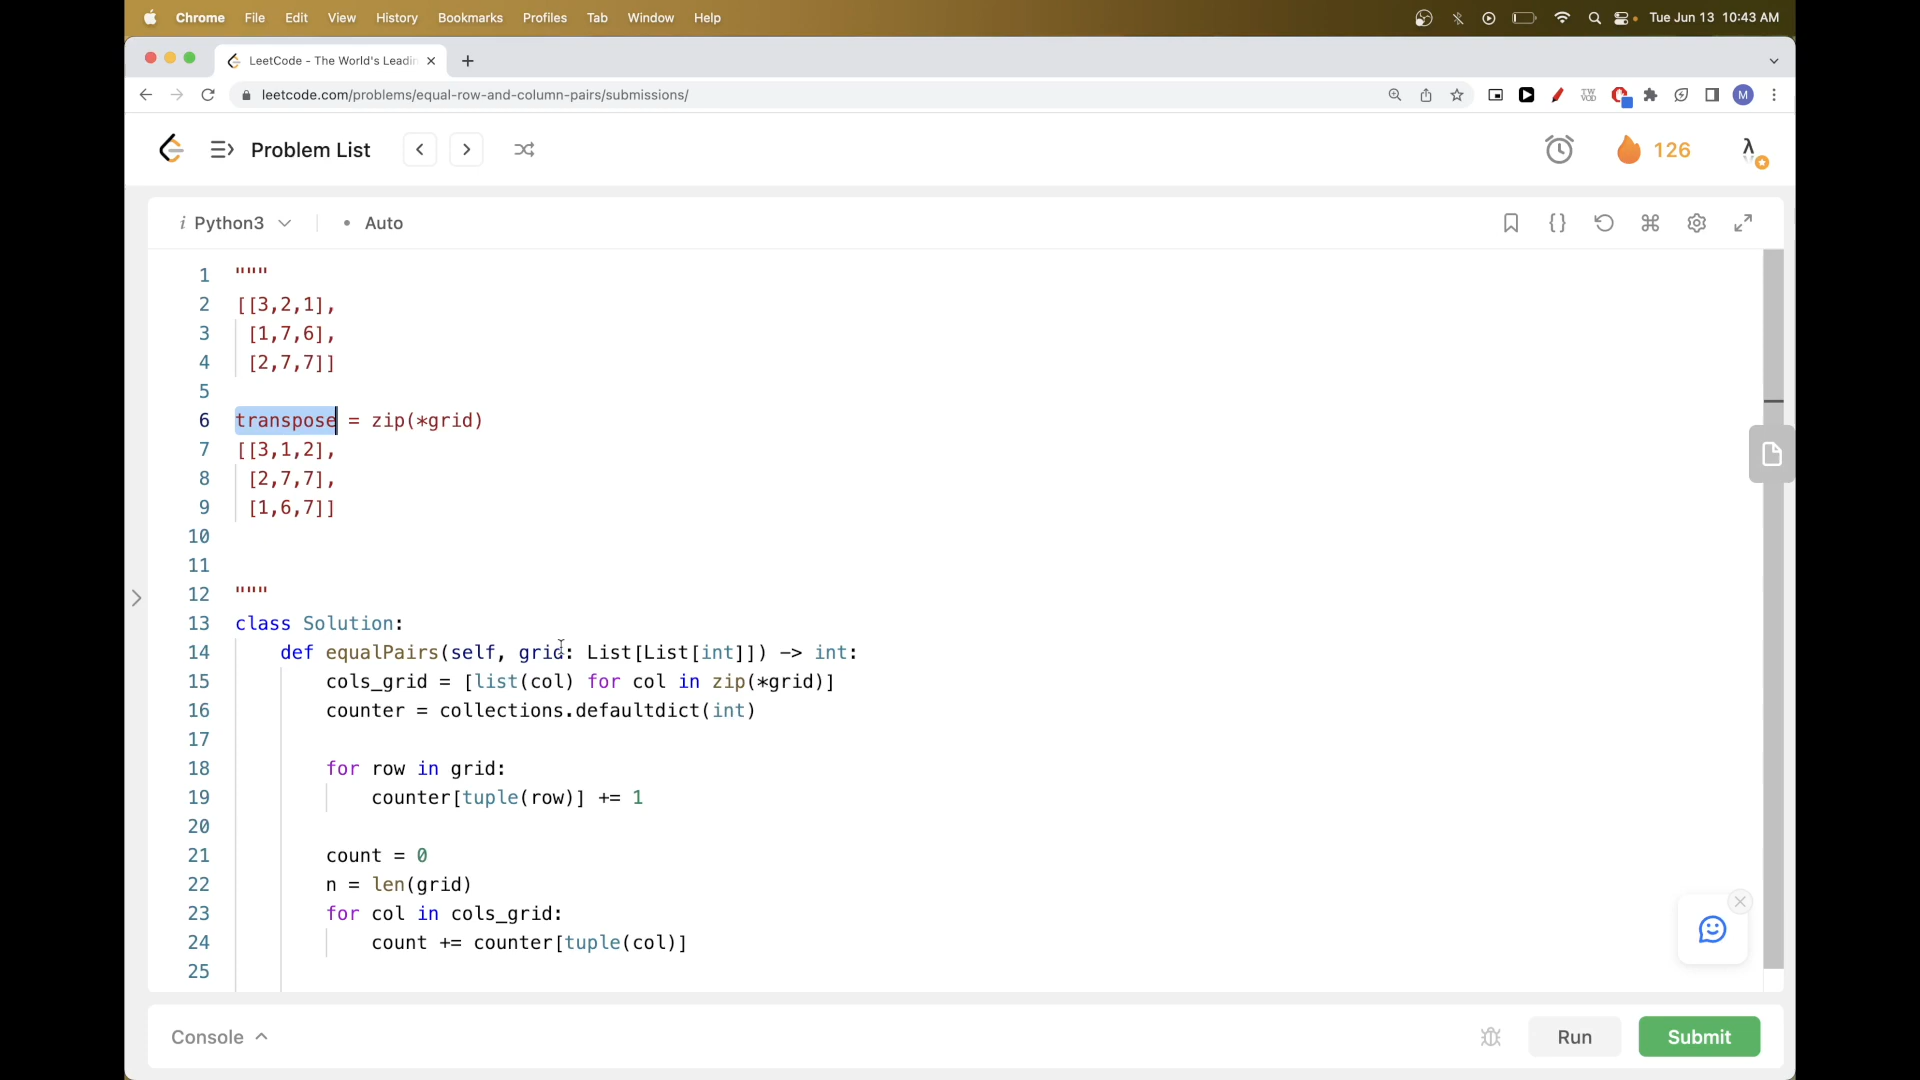 Chrome File Edit View History Bookmarks Profiles Tab Window Help Tue Jun 13 10:43 AM
LeetCode - The World's Leadin
leetcode.com/problems/equal-row-and-column-pairs/submissions/ TW VOD M
Problem List 126
i Python3 • Auto
1 """
2 [[3,2,1],
3 [1,7,6],
4 [2,7,7]]
5
6 transpose = zip(*grid)
7 [[3,1,2],
8 [2,7,7],
9 [1,6,7]]
10
11
12 """
13 class Solution:
14 def equalPairs(self, grid: List[List[int]]) -> int:
15 cols_grid = [list(col) for col in zip(*grid)]
16 counter = collections.defaultdict(int)
17
18 for row in grid:
19 counter[tuple(row)] += 1
20
21 count = 0
22 n = len(grid)
23 for col in cols_grid:
24 count += counter[tuple(col)]
25
Console Run Submit